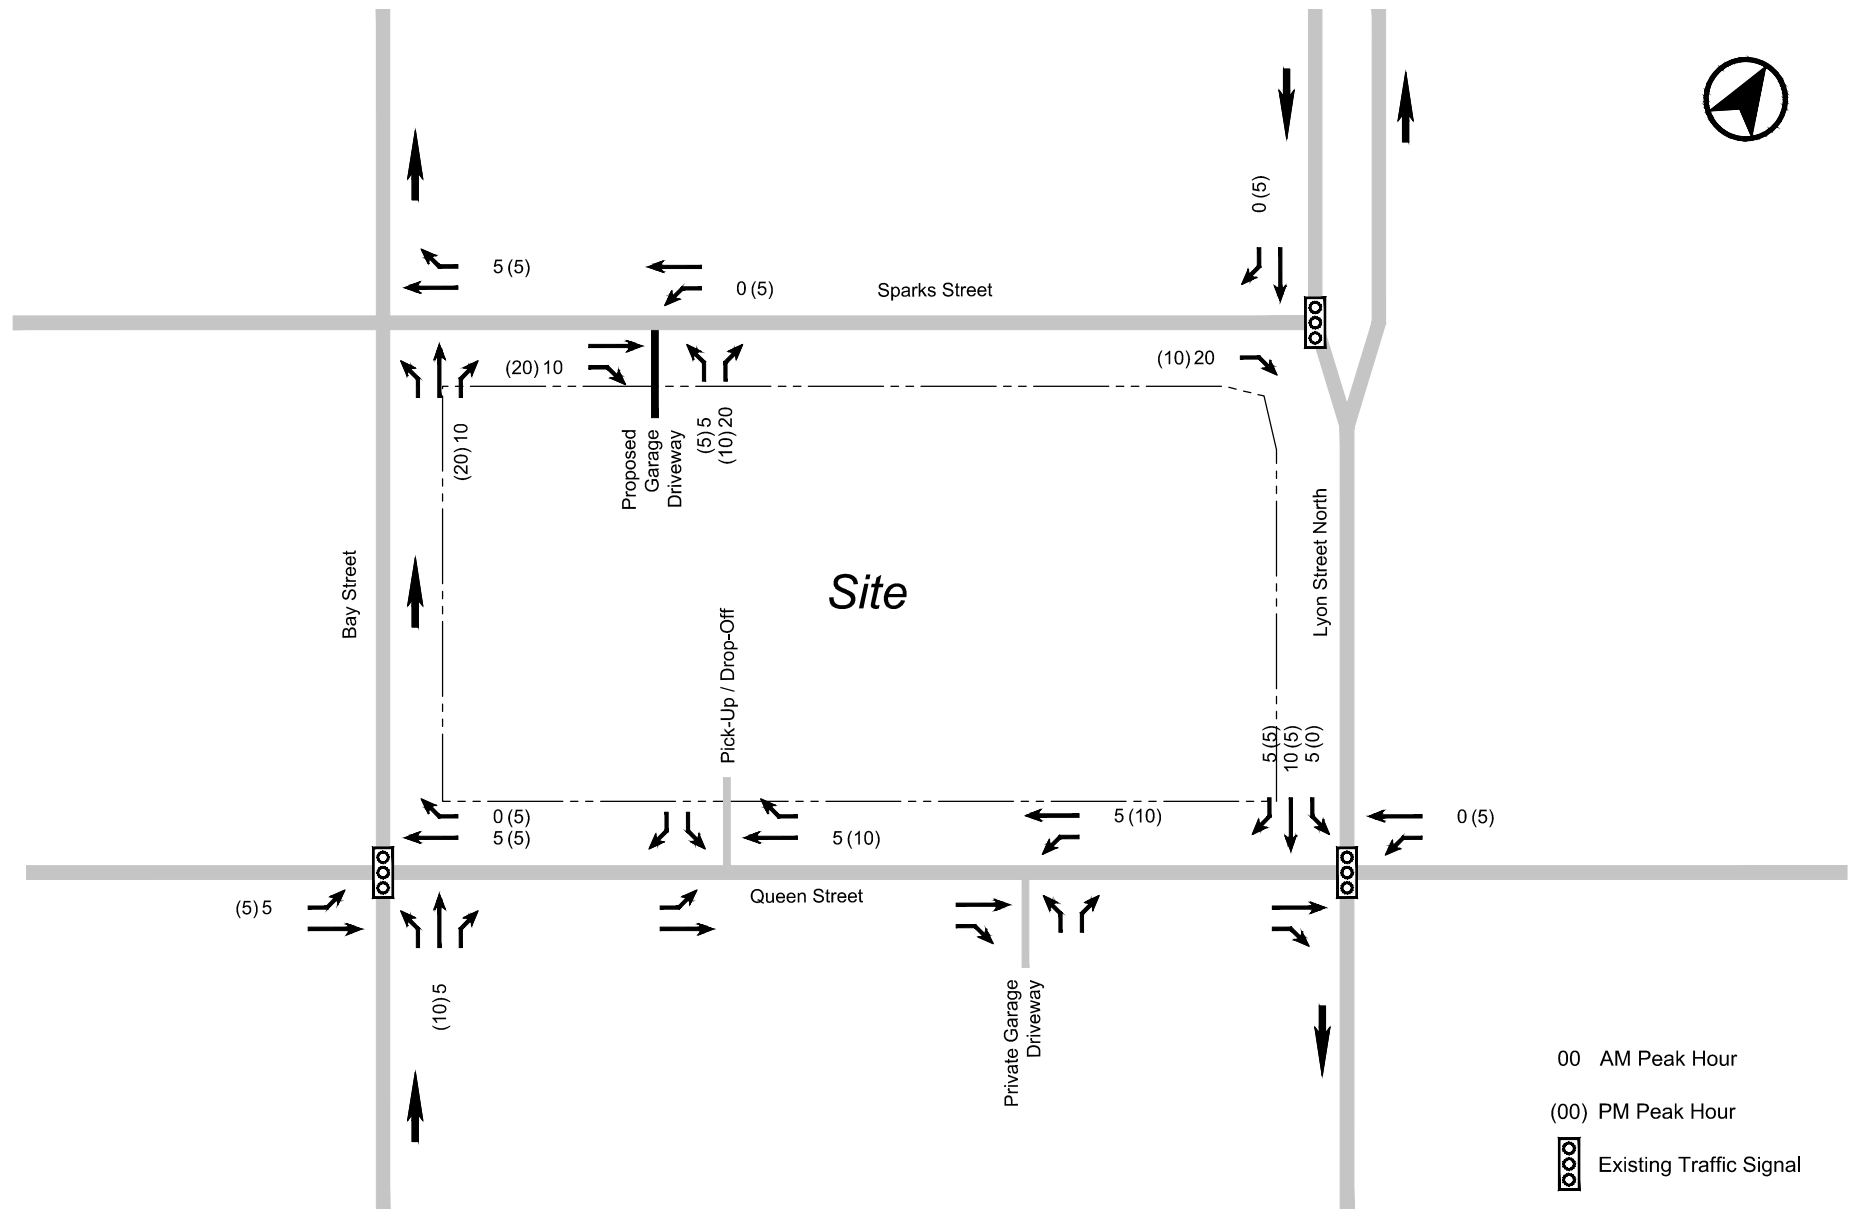 0 (5)
5 (5)
0 (5)
Sparks Street
(20) 10
(10) 20
(20) 10
Proposed
Garage
Driveway
(5) 5
(10) 20
Bay Street
Site
Lyon Street North
Pick-Up / Drop-Off
5 (5)
10 (5)
5 (0)
0 (5)
5 (5)
5 (10)
5 (10)
0 (5)
(5) 5
Queen Street
(10) 5
Private Garage
Driveway
00 AM Peak Hour
(00) PM Peak Hour
Existing Traffic Signal